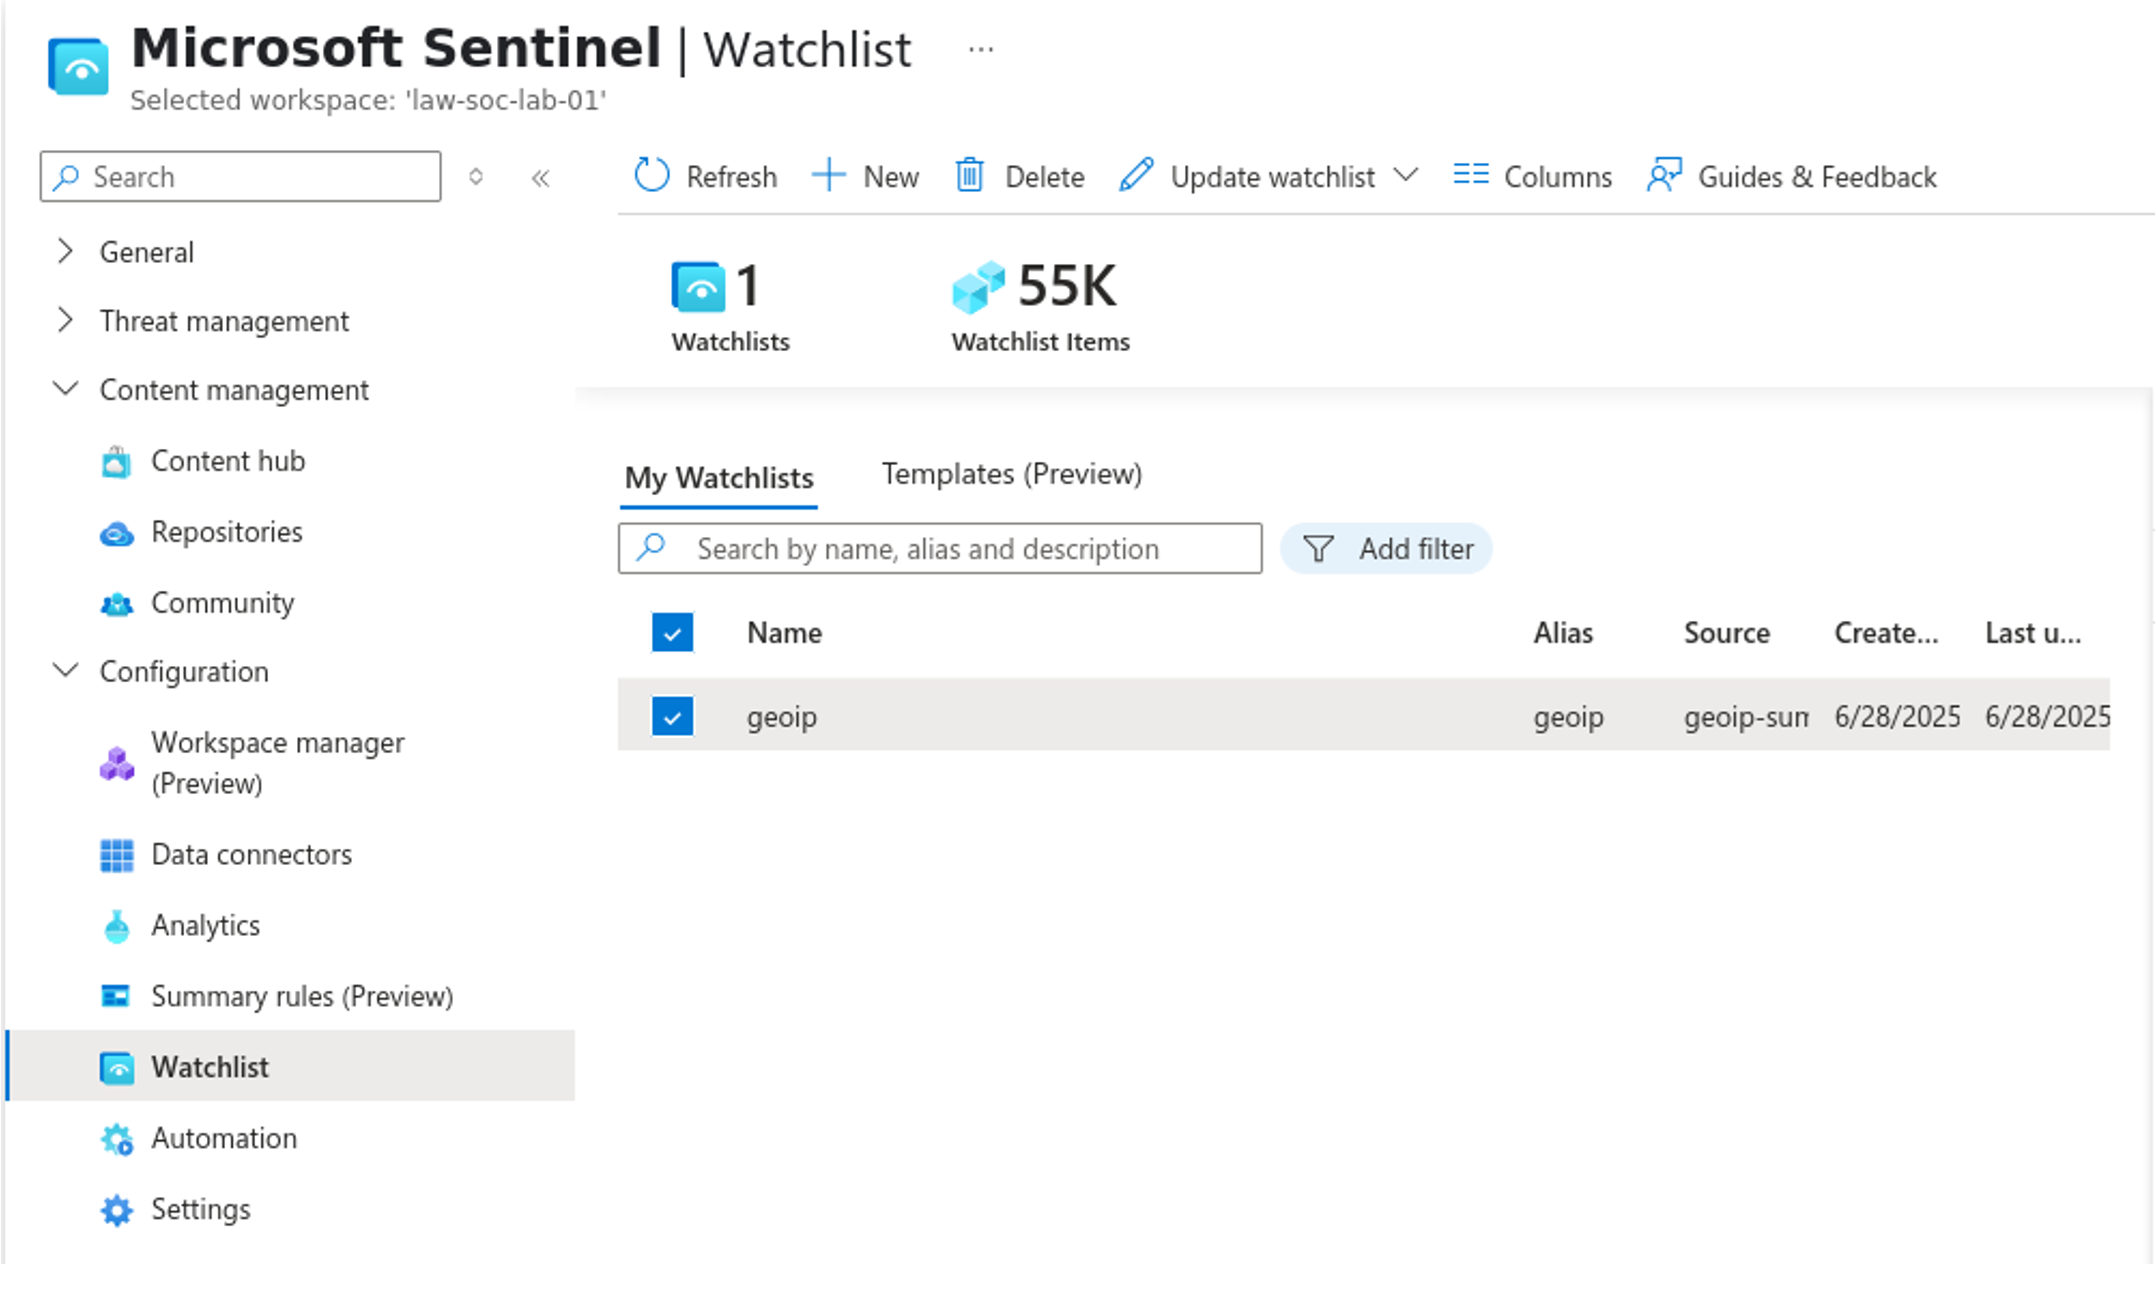 Microsoft Sentinel | Watchlist ...
Selected workspace: 'law-soc-lab-01'
Search
Refresh New Delete Update watchlist Columns Guides & Feedback
General
Threat management
Content management
Content hub
Repositories
Community
Configuration
Workspace manager
(Preview)
Data connectors
Analytics
Summary rules (Preview)
Watchlist
Automation
Settings
1
Watchlists
55K
Watchlist Items
My Watchlists Templates (Preview)
Search by name, alias and description Add filter
Name Alias Source Create... Last u...
geoip geoip geoip-sum 6/28/2025 6/28/2025